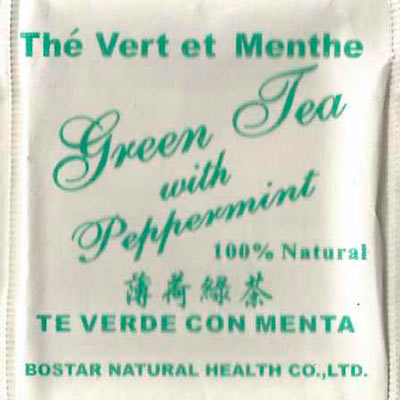 Thé Vert et Menthe
Green Tea
with
Peppermint
100% Natural
薄荷綠茶
TE VERDE CON MENTA
BOSTAR NATURAL HEALTH CO.,LTD.